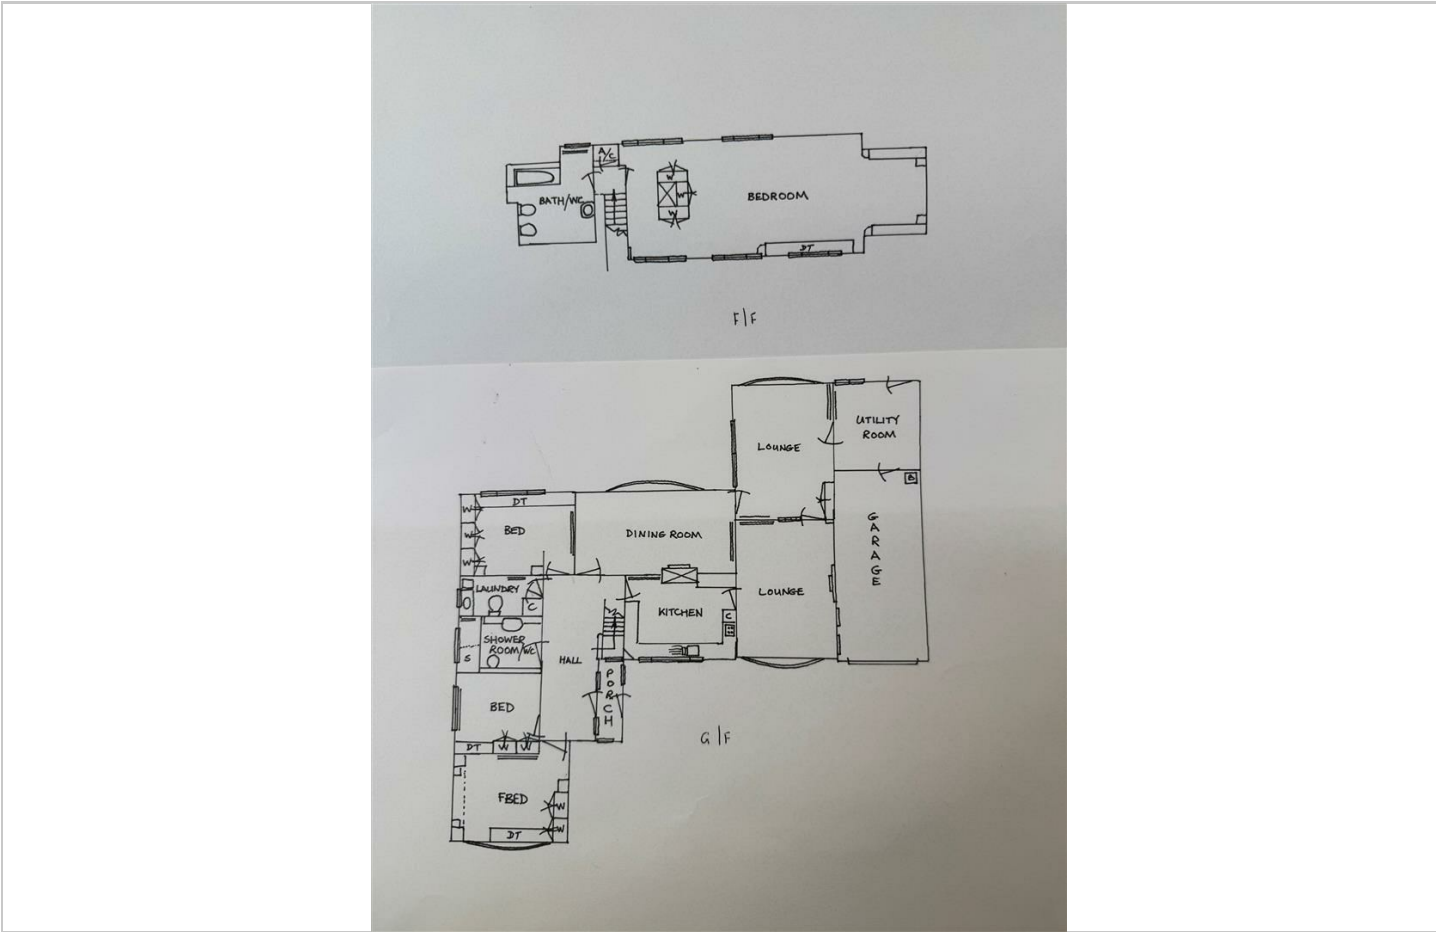 A/C
W
BATH/WC
W
BEDROOM
W
DT
F/F
UTILITY
ROOM
LOUNGE
B
DT
W
BED
W
W
DINING ROOM
GARAGE
LAUNDRY
C
KITCHEN
C
LOUNGE
SHOWER
ROOM/WC
S
HALL
PORCH
BED
G/F
DT
W
W
FBED
W
W
DT